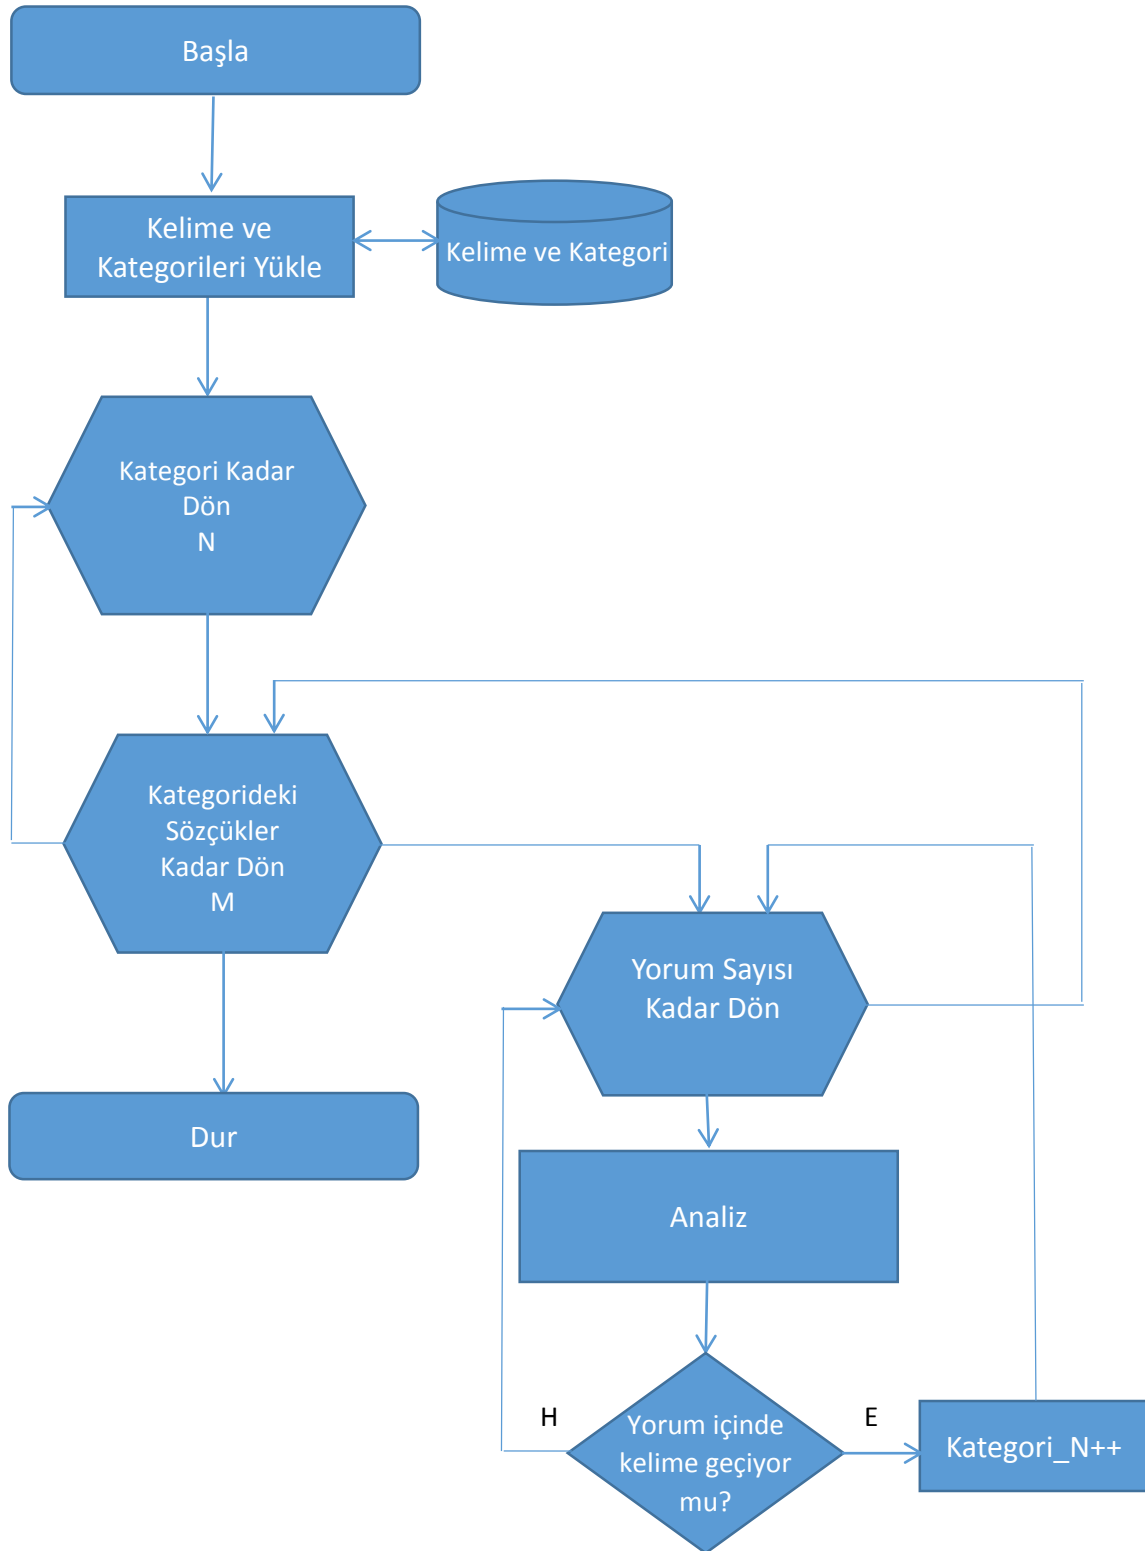 Başla
Kelime ve
Kategorileri Yükle
Kelime ve Kategori
Kategori Kadar
Dön
N
Kategorideki
Sözçükler
Kadar Dön
M
Yorum Sayısı
Kadar Dön
Dur
Analiz
H
E
Yorum içinde
kelime geçiyor
mu?
Kategori_N++